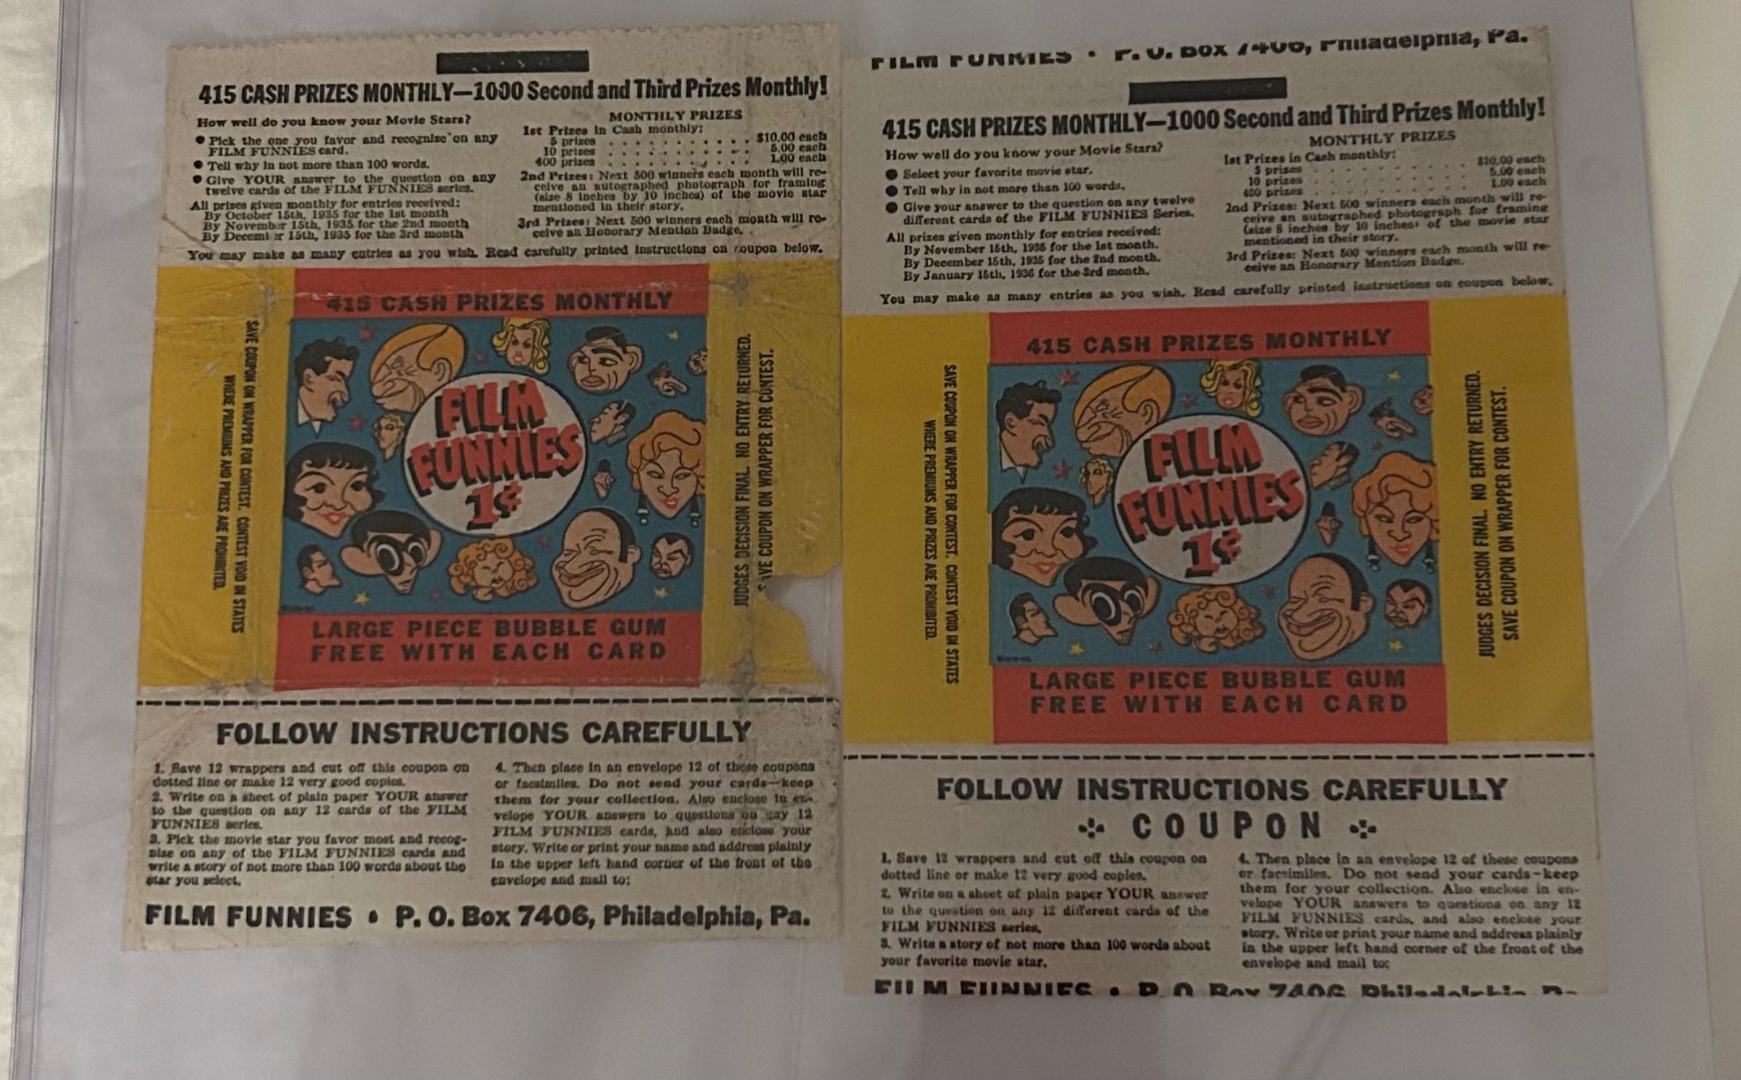 415 CASH PRIZES MONTHLY—1000 Second and Third Prizes Monthly!
How well do you know your Movie Stars?
● Pick the one you favor and recognize on any
FILM FUNNIES card.
● Tell why in not more than 100 words.
● Give YOUR answer to the question on any
twelve cards of the FILM FUNNIES series.
All prizes given monthly for entries received:
By October 15th, 1935 for the 1st month
By November 15th, 1935 for the 2nd month
By December 15th, 1935 for the 3rd month
MONTHLY PRIZES
1st Prizes in Cash monthly:
5 prizes . . . . . . . . . . $10.00 each
10 prizes . . . . . . . . . . 5.00 each
400 prizes . . . . . . . . . . 1.00 each
2nd Prizes: Next 500 winners each month will re-
ceive an autographed photograph for framing
(size 8 inches by 10 inches) of the movie star
mentioned in their story.
3rd Prizes: Next 500 winners each month will re-
ceive an Honorary Mention Badge.
You may make as many entries as you wish. Read carefully printed instructions on coupon below.
SAVE COUPON ON WRAPPER FOR CONTEST. CONTEST VOID IN STATES
WHERE PREMIUMS AND PRIZES ARE PROHIBITED.
415 CASH PRIZES MONTHLY
FILM
FUNNIES
1¢
LARGE PIECE BUBBLE GUM
FREE WITH EACH CARD
JUDGES DECISION FINAL. NO ENTRY RETURNED.
SAVE COUPON ON WRAPPER FOR CONTEST.
FOLLOW INSTRUCTIONS CAREFULLY
1. Save 12 wrappers and cut off this coupon on
dotted line or make 12 very good copies.
2. Write on a sheet of plain paper YOUR answer
to the question on any 12 cards of the FILM
FUNNIES series.
3. Pick the movie star you favor most and recog-
nize on any of the FILM FUNNIES cards and
write a story of not more than 100 words about the
star you select.
4. Then place in an envelope 12 of these coupons
or facsimiles. Do not send your cards—keep
them for your collection. Also enclose in en-
velope YOUR answers to questions on any 12
FILM FUNNIES cards, and also enclose your
story. Write or print your name and address plainly
in the upper left hand corner of the front of the
envelope and mail to:
FILM FUNNIES • P. O. Box 7406, Philadelphia, Pa.
FILM FUNNIES • P. O. Box 7406, Philadelphia, Pa.
415 CASH PRIZES MONTHLY—1000 Second and Third Prizes Monthly!
How well do you know your Movie Stars?
● Select your favorite movie star.
● Tell why in not more than 100 words.
● Give your answer to the question on any twelve
different cards of the FILM FUNNIES Series.
All prizes given monthly for entries received:
By November 15th, 1935 for the 1st month.
By December 15th, 1935 for the 2nd month.
By January 15th, 1936 for the 3rd month.
MONTHLY PRIZES
1st Prizes in Cash monthly:
5 prizes . . . . . . . . . . $10.00 each
10 prizes . . . . . . . . . . 5.00 each
400 prizes . . . . . . . . . . 1.00 each
2nd Prizes: Next 500 winners each month will re-
ceive an autographed photograph for framing
(size 8 inches by 10 inches) of the movie star
mentioned in their story.
3rd Prizes: Next 500 winners each month will re-
ceive an Honorary Mention Badge.
You may make as many entries as you wish. Read carefully printed instructions on coupon below.
SAVE COUPON ON WRAPPER FOR CONTEST. CONTEST VOID IN STATES
WHERE PREMIUMS AND PRIZES ARE PROHIBITED.
415 CASH PRIZES MONTHLY
FILM
FUNNIES
1¢
LARGE PIECE BUBBLE GUM
FREE WITH EACH CARD
JUDGES DECISION FINAL. NO ENTRY RETURNED.
SAVE COUPON ON WRAPPER FOR CONTEST.
FOLLOW INSTRUCTIONS CAREFULLY
COUPON
1. Save 12 wrappers and cut off this coupon on
dotted line or make 12 very good copies.
2. Write on a sheet of plain paper YOUR answer
to the question on any 12 different cards of the
FILM FUNNIES series.
3. Write a story of not more than 100 words about
your favorite movie star.
4. Then place in an envelope 12 of these coupons
or facsimiles. Do not send your cards—keep
them for your collection. Also enclose in en-
velope YOUR answers to questions on any 12
FILM FUNNIES cards, and also enclose your
story. Write or print your name and address plainly
in the upper left hand corner of the front of the
envelope and mail to:
FILM FUNNIES • P. O. Box 7406, Philadelphia, Pa.